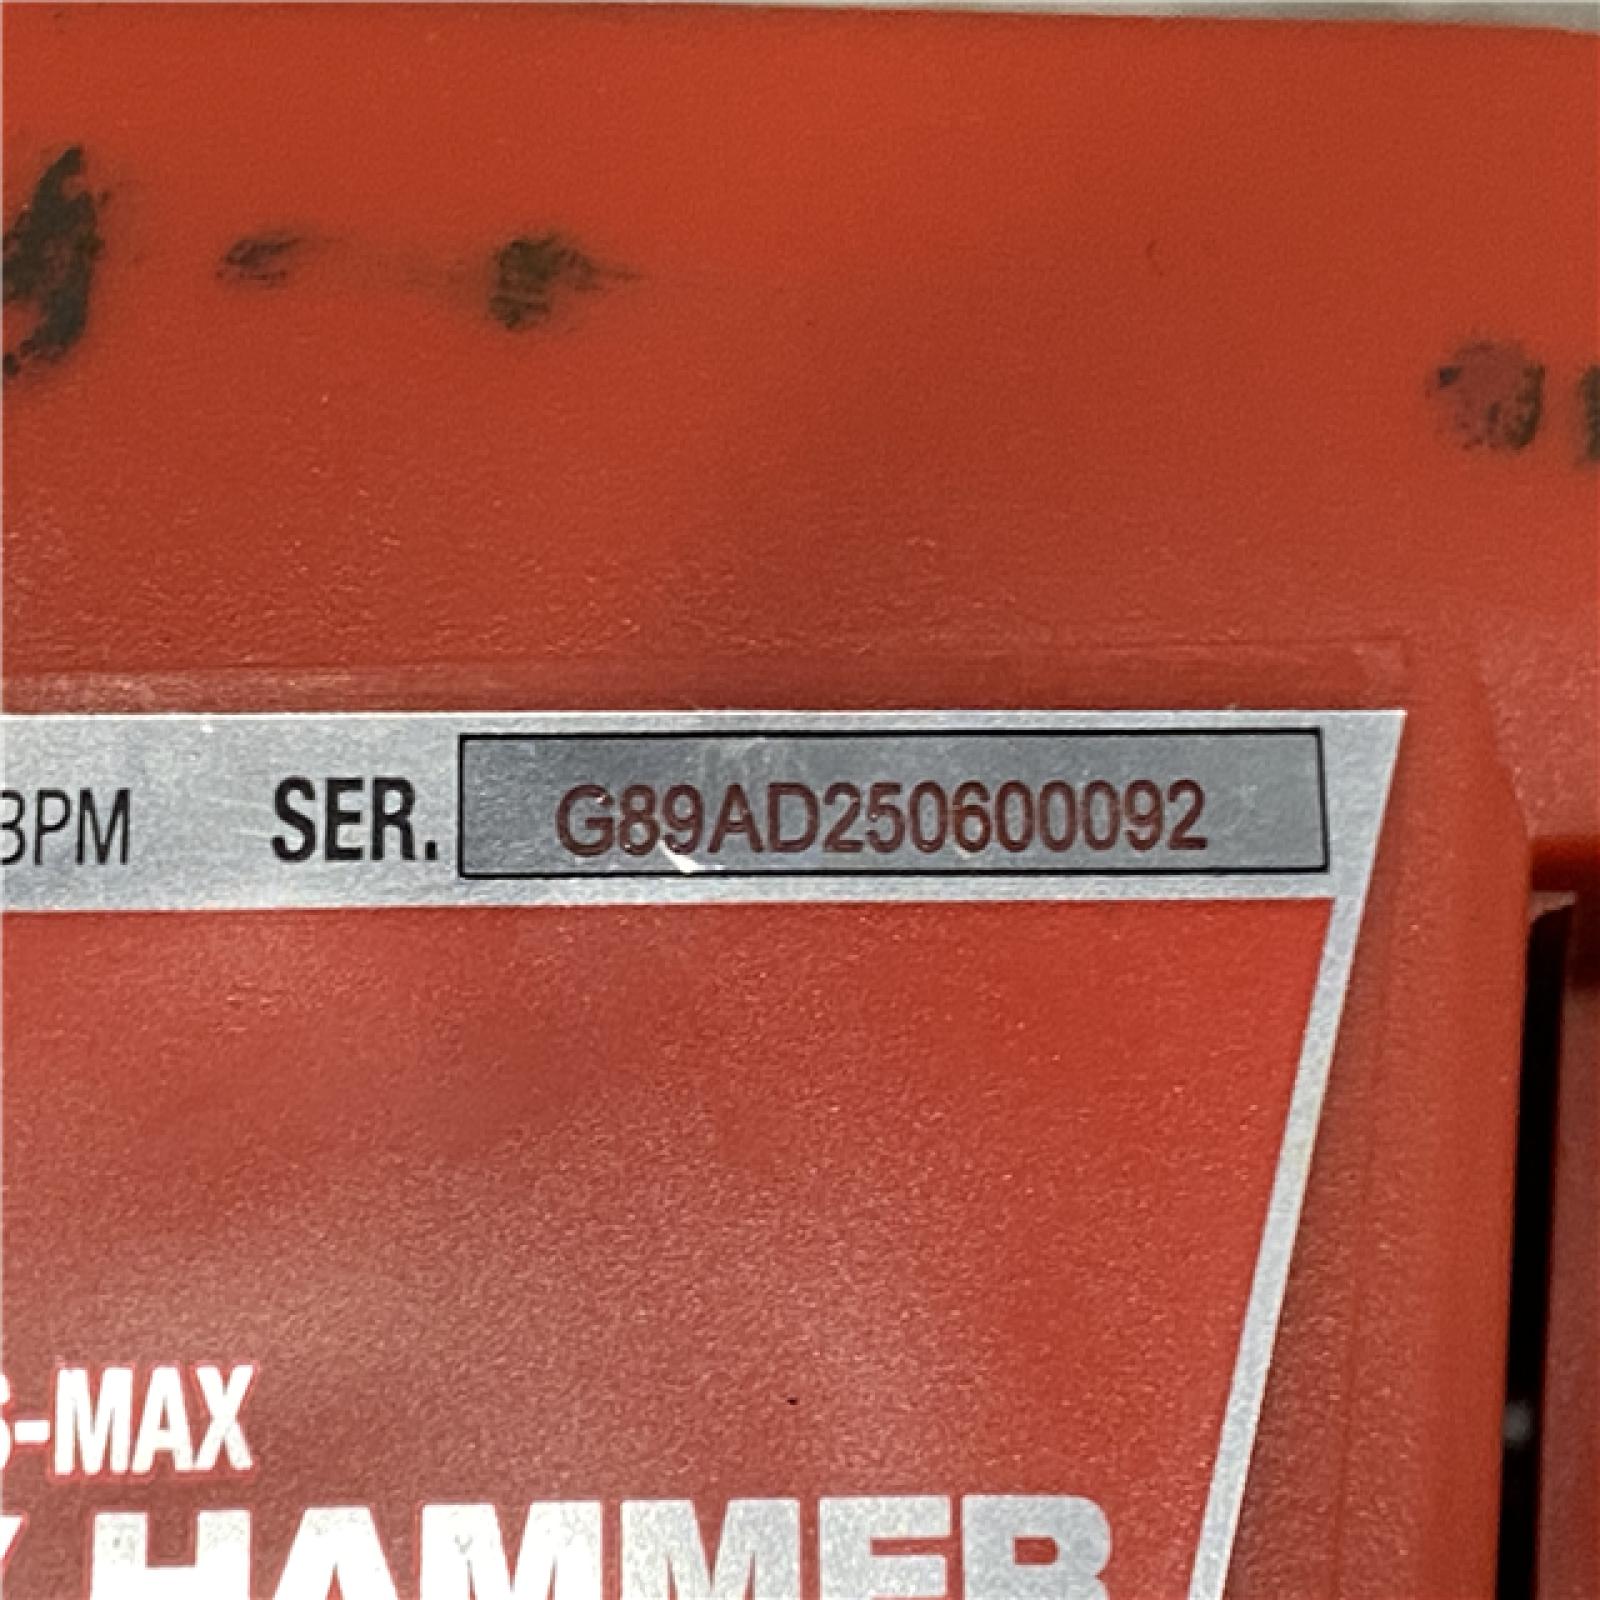 BPM SER. G89AD250600092
S-MAX
Y HAMMER